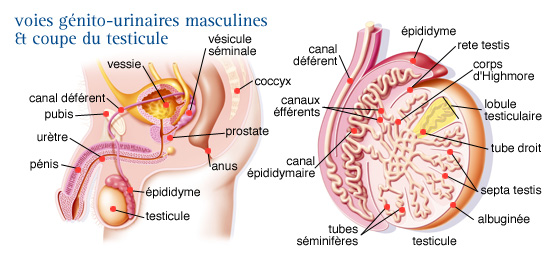 voies génito-urinaires masculines
& coupe du testicule
vésicule
séminale
vessie
canal déférent
pubis
urètre
pénis
coccyx
prostate
anus
épididyme
testicule
canal
déférent
épididyme
rete testis
corps
d'Highmore
canaux
éfférents
lobule
testiculaire
tube droit
canal
épididymaire
septa testis
tubes
séminifères
albuginée
testicule